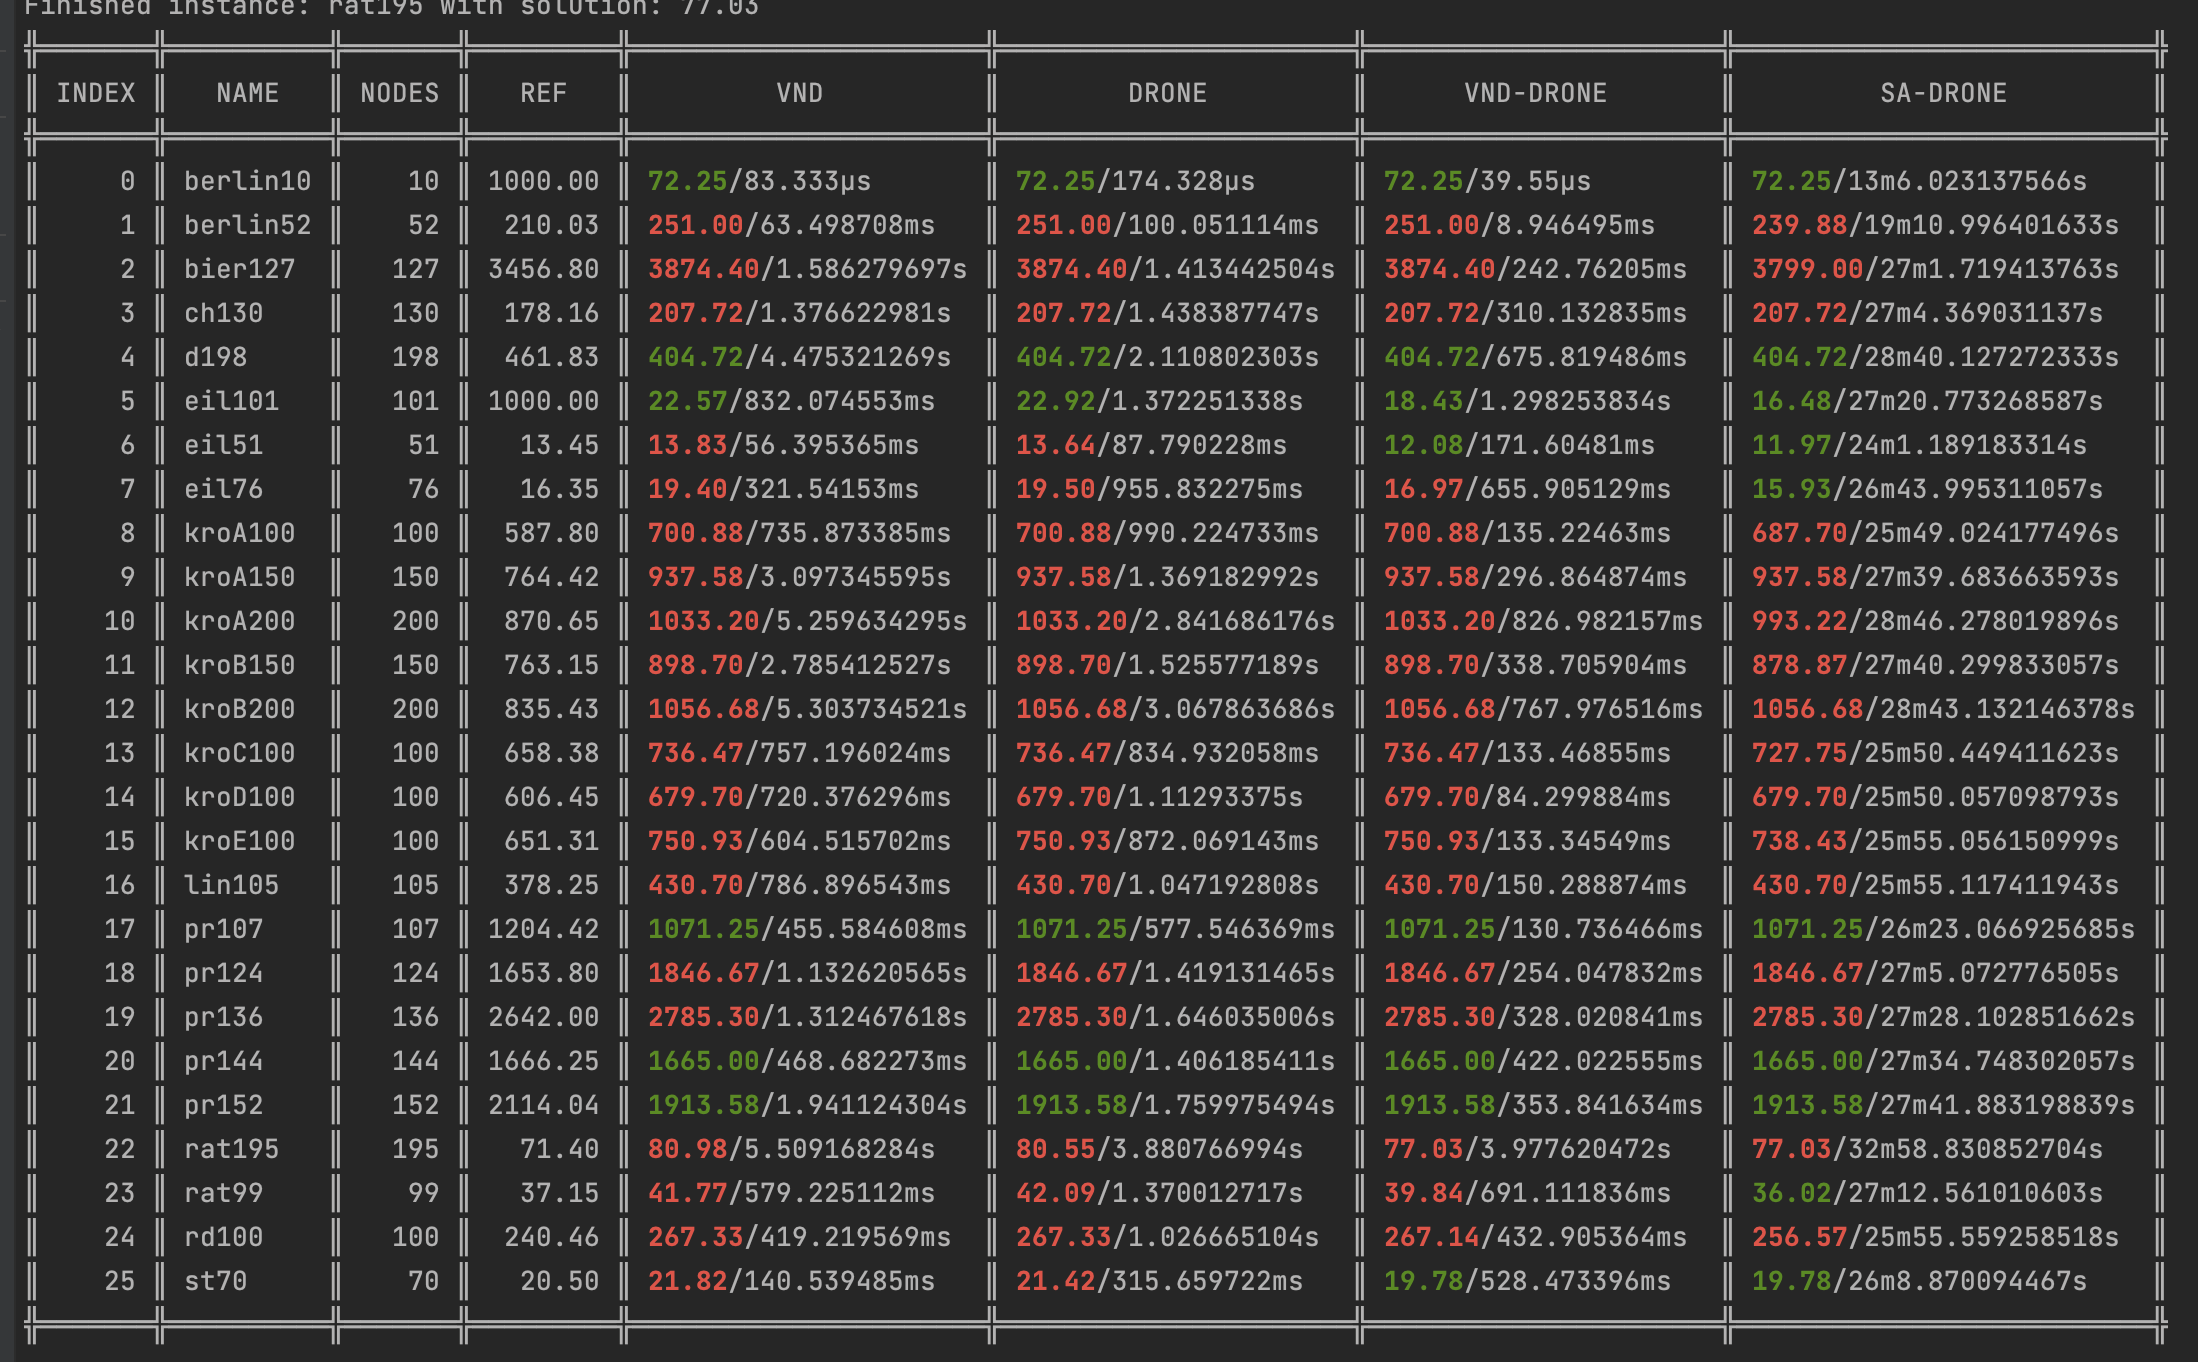 Finished instance: rat195 With solution: 77.03
INDEX NAME NODES REF VND DRONE VND-DRONE SA-DRONE
0 berlin10 10 1000.00 72.25/83.333µs 72.25/174.328µs 72.25/39.55µs 72.25/13m6.023137566s
1 berlin52 52 210.03 251.00/63.498708ms 251.00/100.051114ms 251.00/8.946495ms 239.88/19m10.996401633s
2 bier127 127 3456.80 3874.40/1.586279697s 3874.40/1.413442504s 3874.40/242.76205ms 3799.00/27m1.719413763s
3 ch130 130 178.16 207.72/1.376622981s 207.72/1.438387747s 207.72/310.132835ms 207.72/27m4.369031137s
4 d198 198 461.83 404.72/4.475321269s 404.72/2.110802303s 404.72/675.819486ms 404.72/28m40.127272333s
5 eil101 101 1000.00 22.57/832.074553ms 22.92/1.372251338s 18.43/1.298253834s 16.48/27m20.773268587s
6 eil51 51 13.45 13.83/56.395365ms 13.64/87.790228ms 12.08/171.60481ms 11.97/24m1.189183314s
7 eil76 76 16.35 19.40/321.54153ms 19.50/955.832275ms 16.97/655.905129ms 15.93/26m43.995311057s
8 kroA100 100 587.80 700.88/735.873385ms 700.88/990.224733ms 700.88/135.22463ms 687.70/25m49.024177496s
9 kroA150 150 764.42 937.58/3.097345595s 937.58/1.369182992s 937.58/296.864874ms 937.58/27m39.683663593s
10 kroA200 200 870.65 1033.20/5.259634295s 1033.20/2.841686176s 1033.20/826.982157ms 993.22/28m46.278019896s
11 kroB150 150 763.15 898.70/2.785412527s 898.70/1.525577189s 898.70/338.705904ms 878.87/27m40.299833057s
12 kroB200 200 835.43 1056.68/5.303734521s 1056.68/3.067863686s 1056.68/767.976516ms 1056.68/28m43.132146378s
13 kroC100 100 658.38 736.47/757.196024ms 736.47/834.932058ms 736.47/133.46855ms 727.75/25m50.449411623s
14 kroD100 100 606.45 679.70/720.376296ms 679.70/1.11293375s 679.70/84.299884ms 679.70/25m50.057098793s
15 kroE100 100 651.31 750.93/604.515702ms 750.93/872.069143ms 750.93/133.34549ms 738.43/25m55.056150999s
16 lin105 105 378.25 430.70/786.896543ms 430.70/1.047192808s 430.70/150.288874ms 430.70/25m55.117411943s
17 pr107 107 1204.42 1071.25/455.584608ms 1071.25/577.546369ms 1071.25/130.736466ms 1071.25/26m23.066925685s
18 pr124 124 1653.80 1846.67/1.132620565s 1846.67/1.419131465s 1846.67/254.047832ms 1846.67/27m5.072776505s
19 pr136 136 2642.00 2785.30/1.312467618s 2785.30/1.646035006s 2785.30/328.020841ms 2785.30/27m28.102851662s
20 pr144 144 1666.25 1665.00/468.682273ms 1665.00/1.406185411s 1665.00/422.022555ms 1665.00/27m34.748302057s
21 pr152 152 2114.04 1913.58/1.941124304s 1913.58/1.759975494s 1913.58/353.841634ms 1913.58/27m41.883198839s
22 rat195 195 71.40 80.98/5.509168284s 80.55/3.880766994s 77.03/3.977620472s 77.03/32m58.830852704s
23 rat99 99 37.15 41.77/579.225112ms 42.09/1.370012717s 39.84/691.111836ms 36.02/27m12.561010603s
24 rd100 100 240.46 267.33/419.219569ms 267.33/1.026665104s 267.14/432.905364ms 256.57/25m55.559258518s
25 st70 70 20.50 21.82/140.539485ms 21.42/315.659722ms 19.78/528.473396ms 19.78/26m8.870094467s